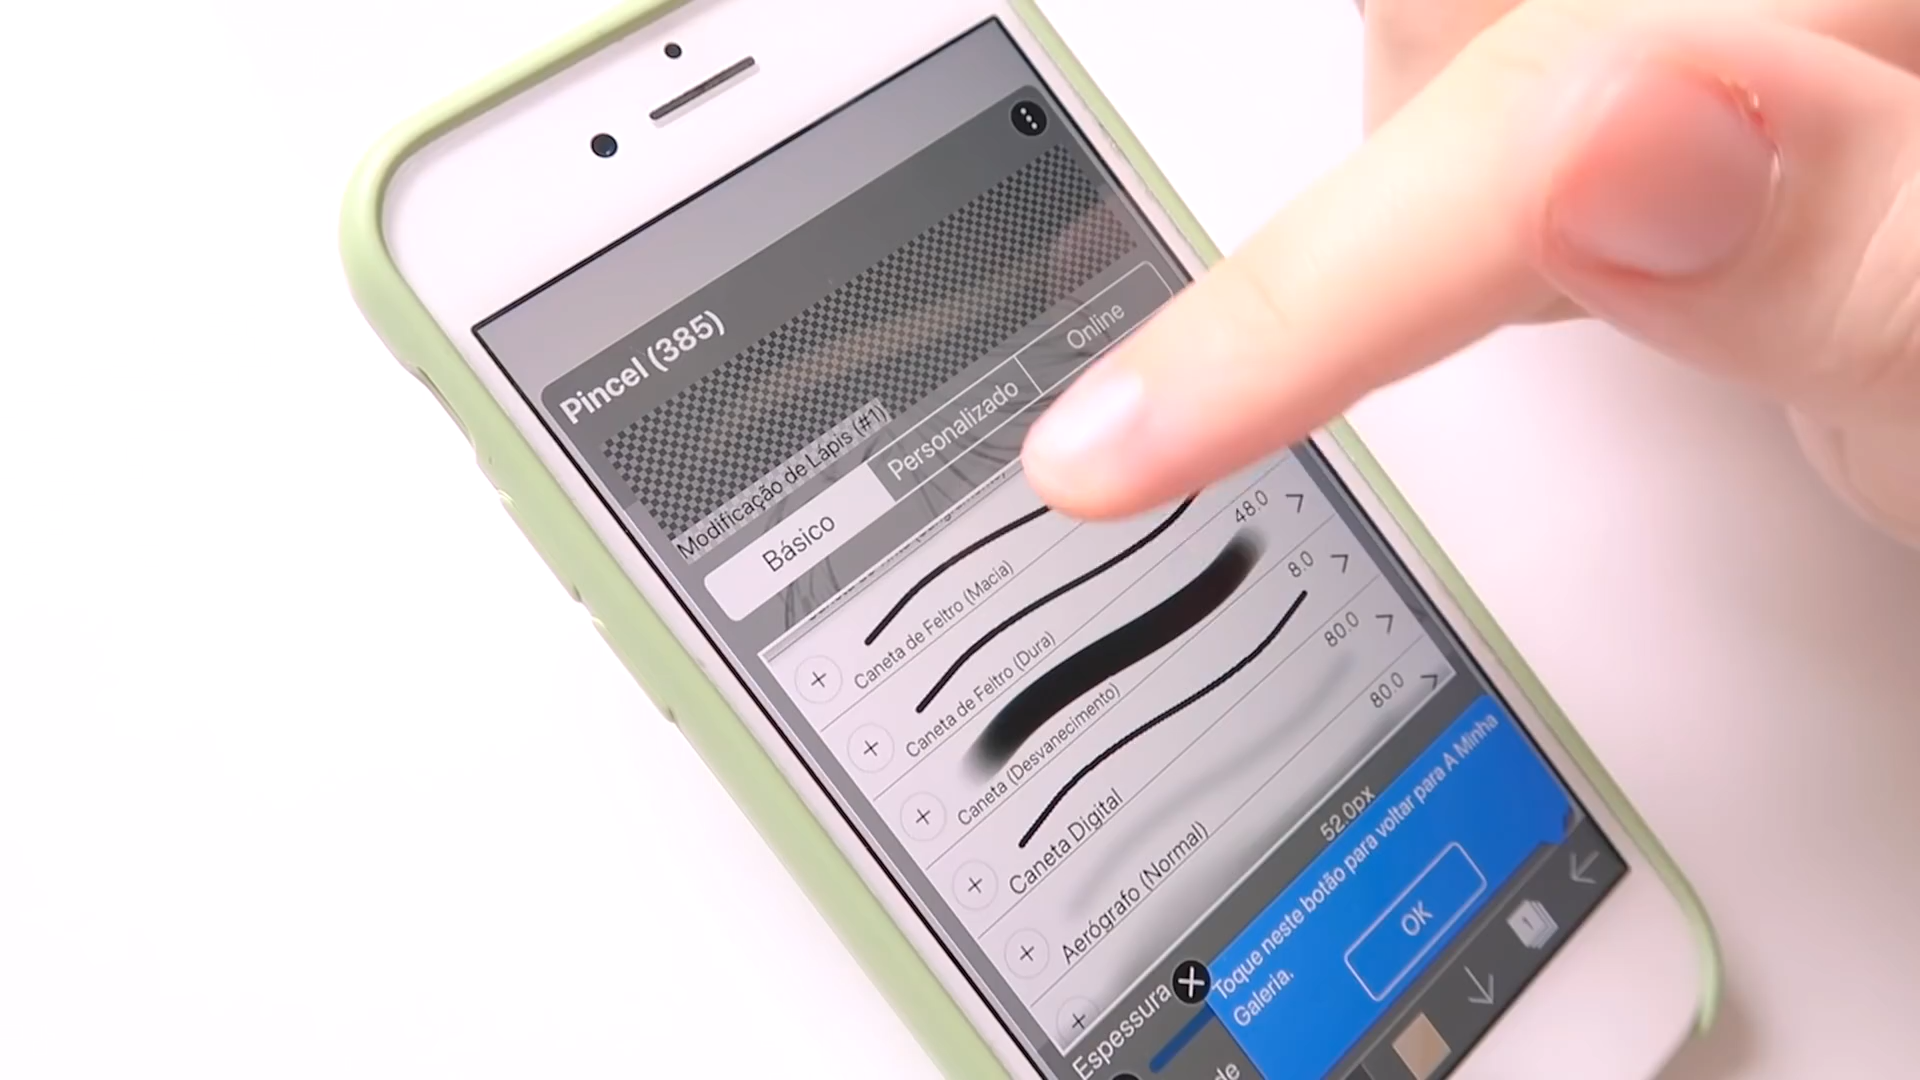 Pincel (385)
Modificação de Lápis (#1)
Básico
Personalizado
Online
Caneta de Feltro (Macia)
48.0
Caneta de Feltro (Dura)
8.0
Caneta (Desvanecimento)
80.0
Caneta Digital
80.0
Aerógrafo (Normal)
52.0px
Espessura
Toque neste botão para voltar para A Minha
Galeria.
OK
1
de